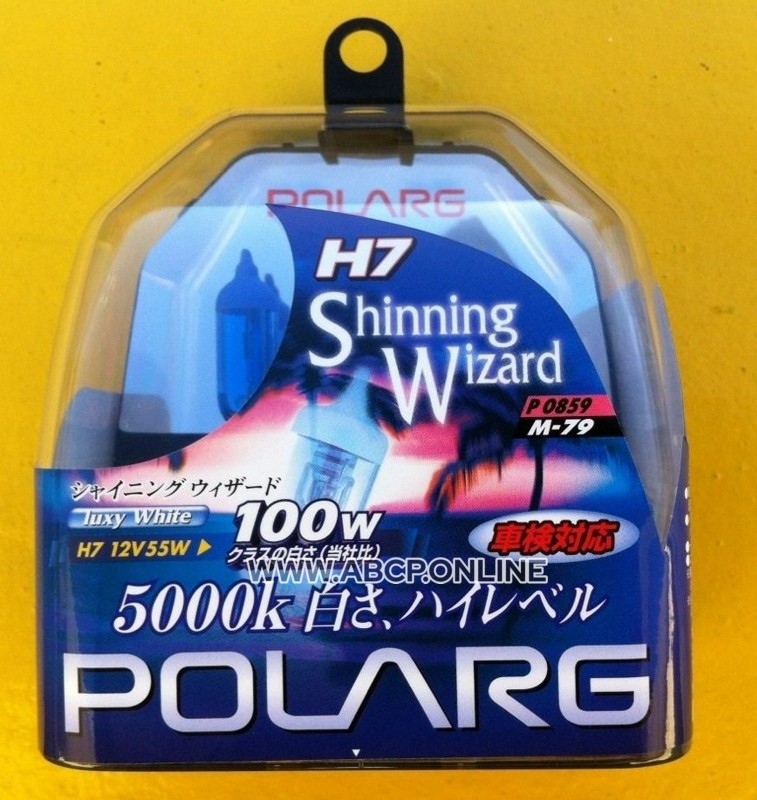 POLARG
H7
Shinning
Wizard
P 0859
M-79
シャイニング ウィザード
luxy White
100W
H7 12V55W ▶
クラスの白さ(当社比)
車検対応
WWW.ABCP.ONLINE
5000k 白さ、ハイレベル
POLARG